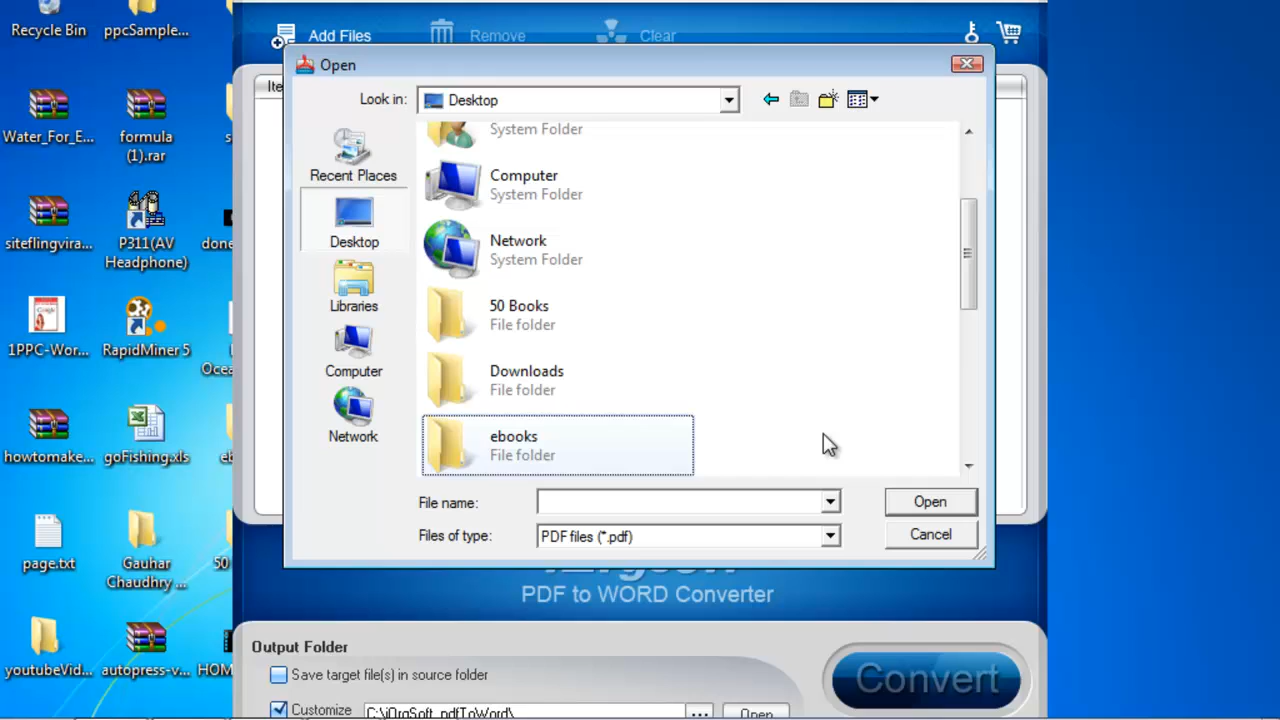 Recycle Bin
ppcSample...
Water_For_E...
formula
(1).rar
siteflingvira...
P311(AV
Headphone)
done
1PPC-Wor...
RapidMiner 5
Ocea
howtomake...
goFishing.xls
eb
page.txt
Gauhar
Chaudhry ...
50
youtubeVid...
autopress-v...
HOM
Add Files
Remove
Clear
Ite
Open
Look in:
Desktop
Recent Places
Desktop
Libraries
Computer
Network
System Folder
Computer
System Folder
Network
System Folder
50 Books
File folder
Downloads
File folder
ebooks
File folder
File name:
Open
Files of type:
PDF files (*.pdf)
Cancel
PDF to WORD Converter
Output Folder
Save target file(s) in source folder
Customize
C:\iOrgSoft_pdfToWord\
...
Open
Convert